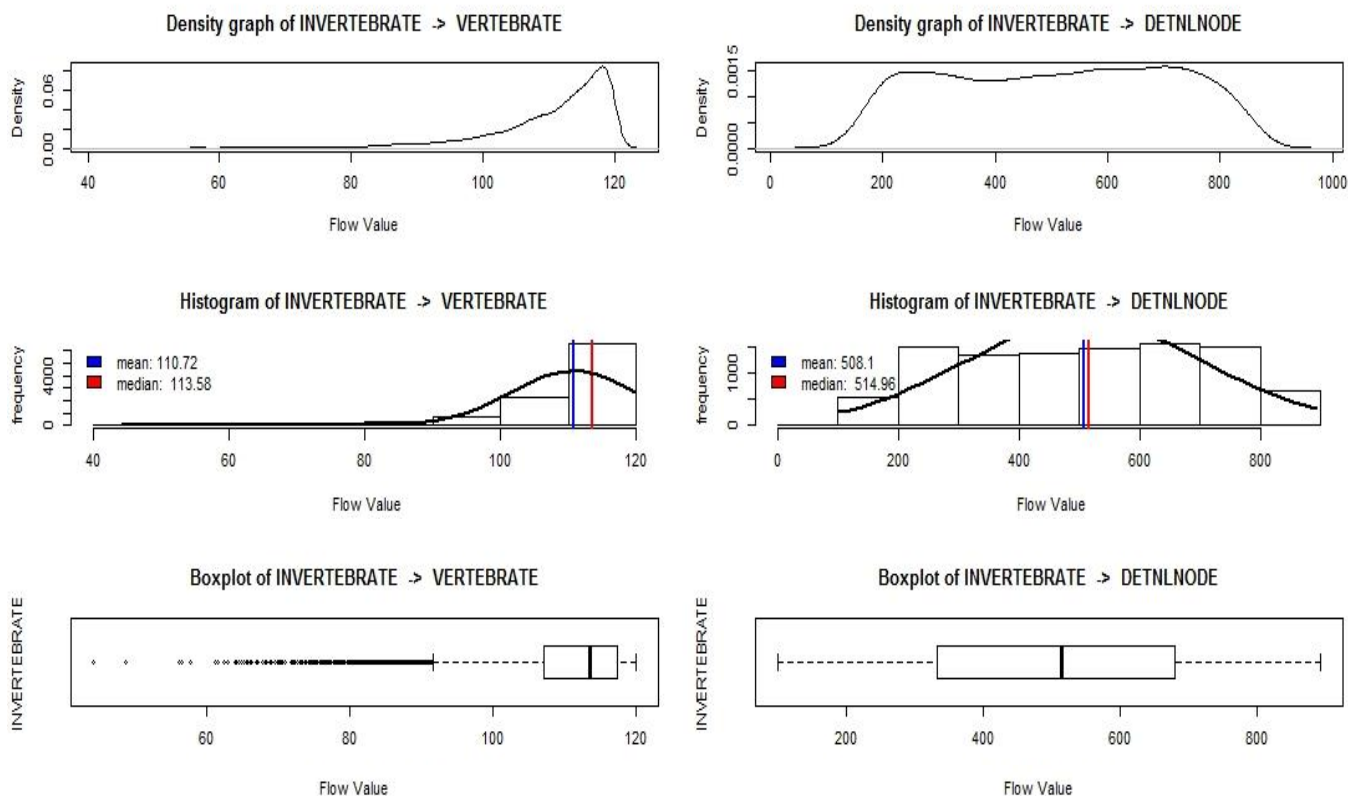 Density graph of INVERTEBRATE -> VERTEBRATE
Density
0.00 0.06
40 60 80 100 120
Flow Value
Density graph of INVERTEBRATE -> DETNLNODE
Density
0.0000 0.0015
0 200 400 600 800 1000
Flow Value
Histogram of INVERTEBRATE -> VERTEBRATE
frequency
0 4000
mean: 110.72
median: 113.58
40 60 80 100 120
Flow Value
Histogram of INVERTEBRATE -> DETNLNODE
frequency
0 1000
mean: 508.1
median: 514.96
0 200 400 600 800
Flow Value
Boxplot of INVERTEBRATE -> VERTEBRATE
INVERTEBRATE
60 80 100 120
Flow Value
Boxplot of INVERTEBRATE -> DETNLNODE
INVERTEBRATE
200 400 600 800
Flow Value